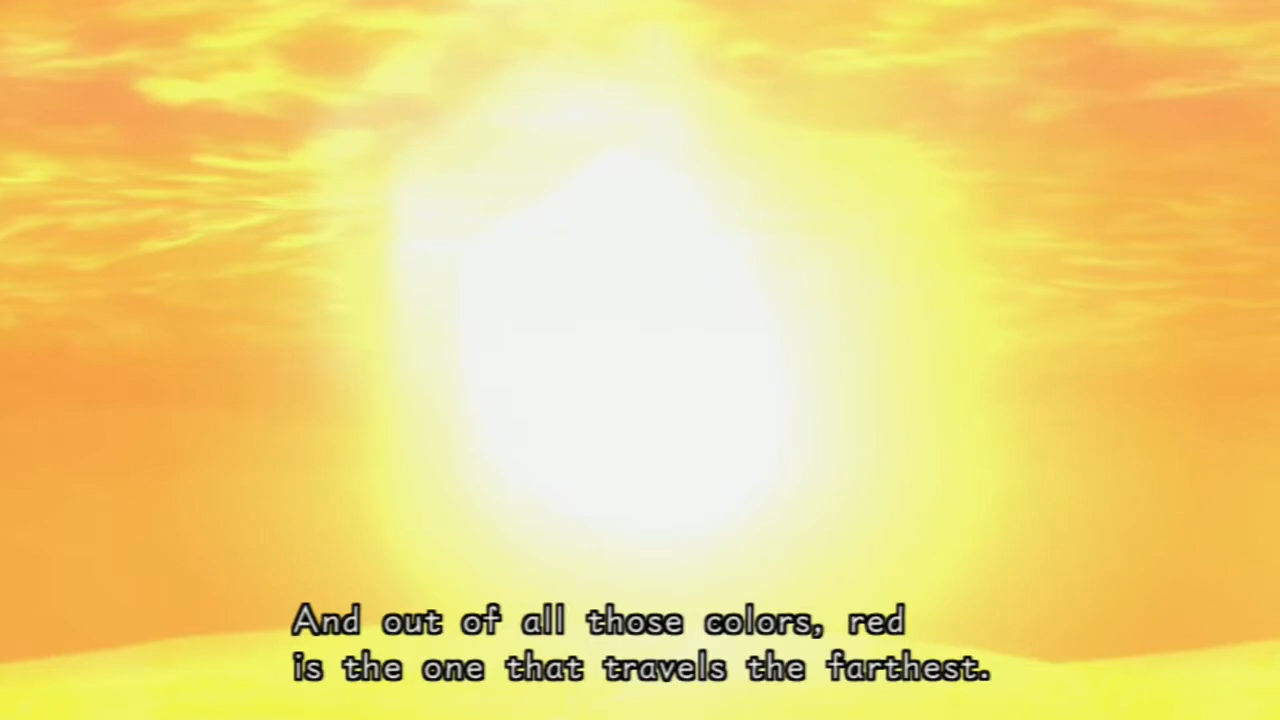 And out of all those colors, red
is the one that travels the farthest.